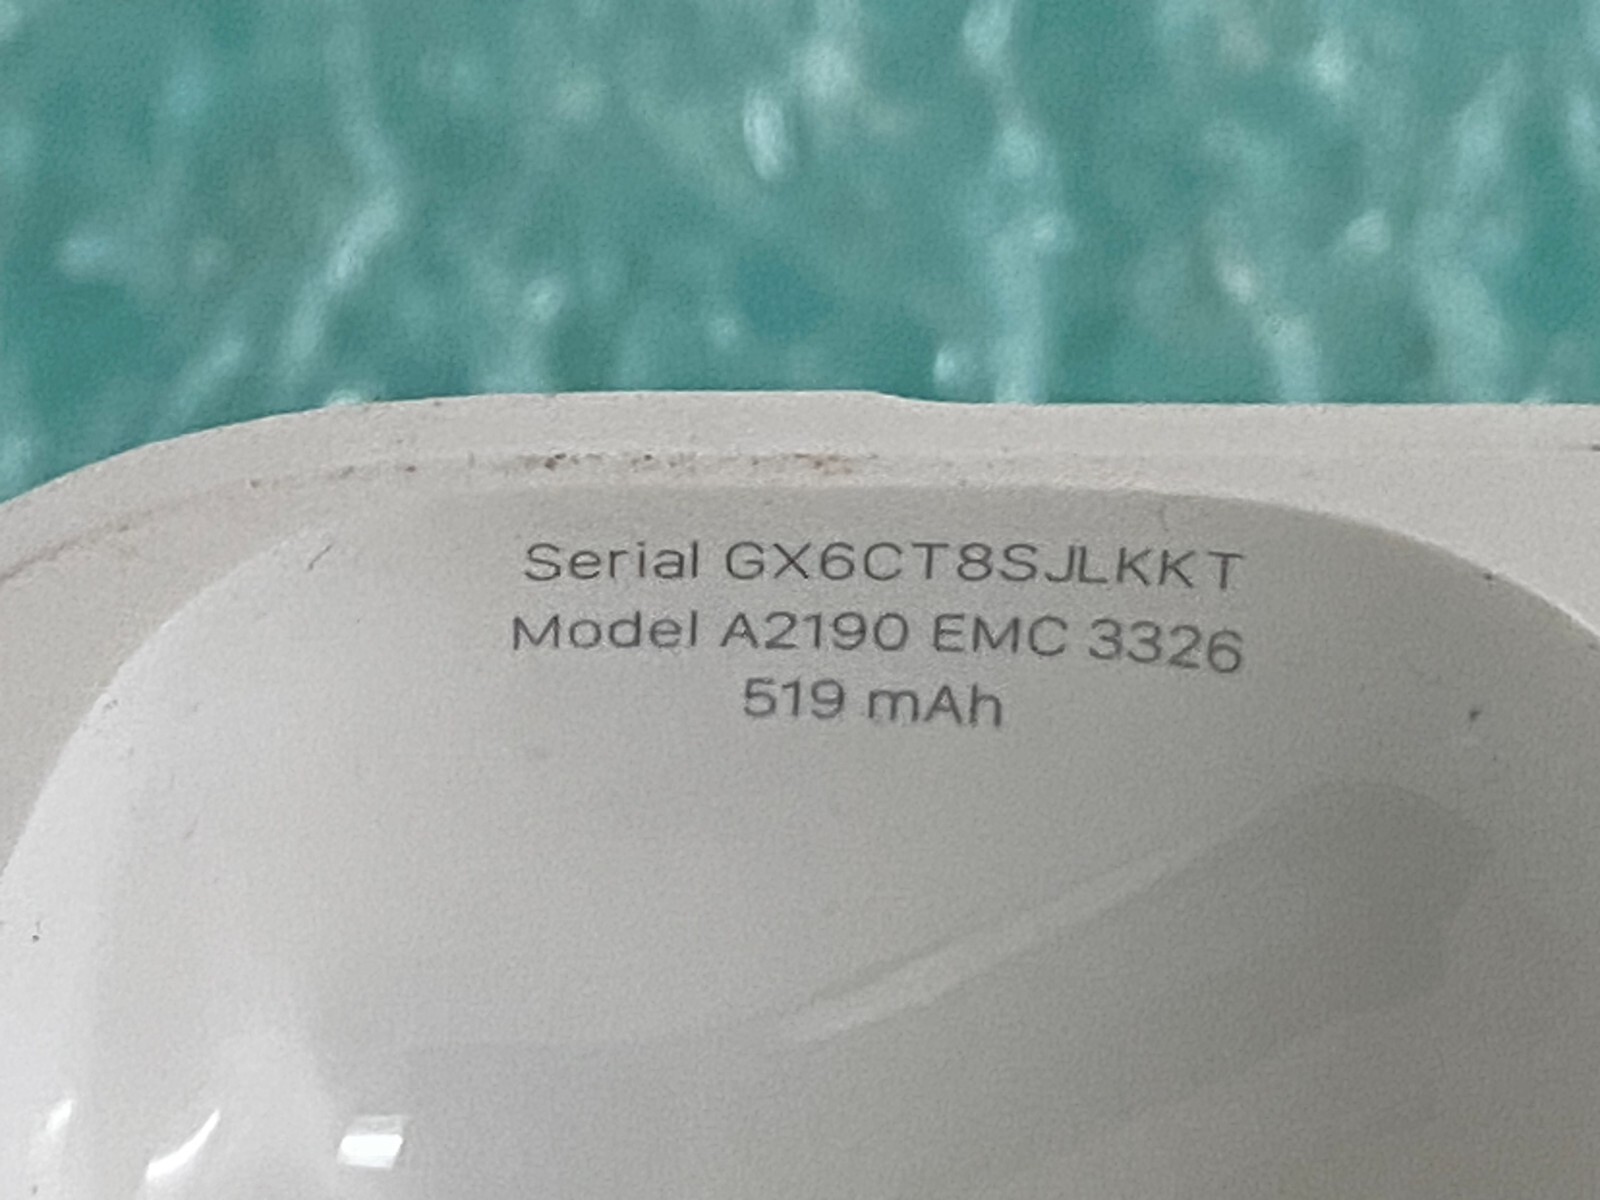 Serial GX6CT8SJLKKT
Model A2190 EMC 3326
519 mAh